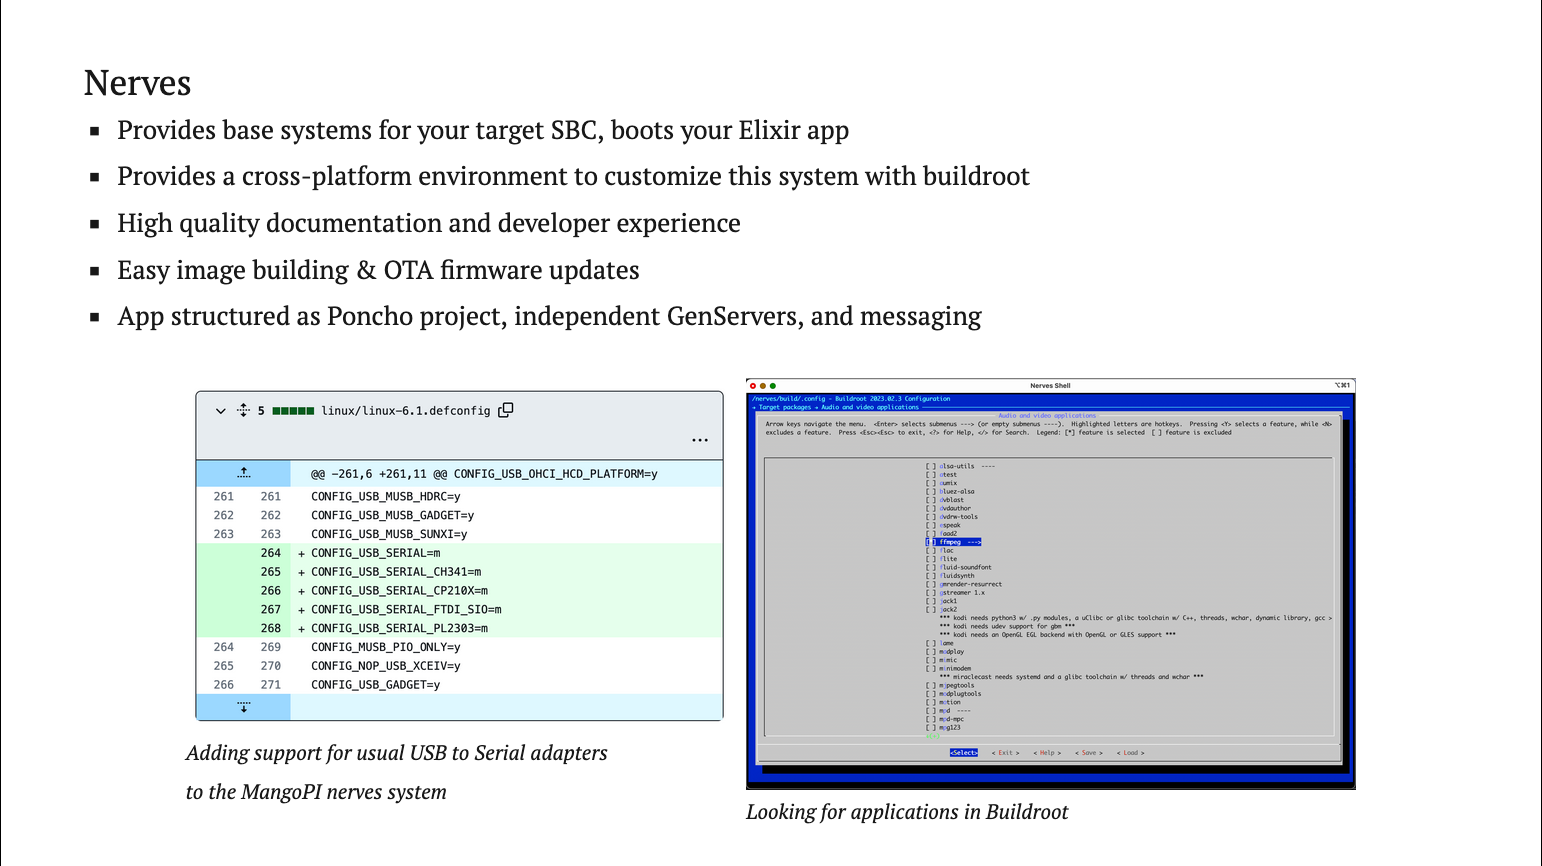 Nerves
Provides base systems for your target SBC, boots your Elixir app
Provides a cross-platform environment to customize this system with buildroot
High quality documentation and developer experience
Easy image building & OTA firmware updates
App structured as Poncho project, independent GenServers, and messaging
5 linux/linux-6.1.defconfig
@@ -261,6 +261,11 @@ CONFIG_USB_OHCI_HCD_PLATFORM=y
261 261 CONFIG_USB_MUSB_HDRC=y
262 262 CONFIG_USB_MUSB_GADGET=y
263 263 CONFIG_USB_MUSB_SUNXI=y
264 + CONFIG_USB_SERIAL=m
265 + CONFIG_USB_SERIAL_CH341=m
266 + CONFIG_USB_SERIAL_CP210X=m
267 + CONFIG_USB_SERIAL_FTDI_SIO=m
268 + CONFIG_USB_SERIAL_PL2303=m
264 269 CONFIG_MUSB_PIO_ONLY=y
265 270 CONFIG_NOP_USB_XCEIV=y
266 271 CONFIG_USB_GADGET=y
Adding support for usual USB to Serial adapters
to the MangoPI nerves system
Nerves Shell ⌥⌘1
/nerves/build/.config - Buildroot 2023.02.3 Configuration
→ Target packages → Audio and video applications
Audio and video applications
Arrow keys navigate the menu. <Enter> selects submenus ---> (or empty submenus ----). Highlighted letters are hotkeys. Pressing <Y> selects a feature, while <N>
excludes a feature. Press <Esc><Esc> to exit, <?> for Help, </> for Search. Legend: [*] feature is selected [ ] feature is excluded
[ ] alsa-utils ----
[ ] atest
[ ] aumix
[ ] bluez-alsa
[ ] dvblast
[ ] dvdauthor
[ ] dvdrw-tools
[ ] espeak
[ ] faad2
[*] ffmpeg --->
[ ] flac
[ ] flite
[ ] fluid-soundfont
[ ] fluidsynth
[ ] gmrender-resurrect
[ ] gstreamer 1.x
[ ] jack1
[ ] jack2
*** kodi needs python3 w/ .py modules, a uClibc or glibc toolchain w/ C++, threads, wchar, dynamic library, gcc >
*** kodi needs udev support for gbm ***
*** kodi needs an OpenGL EGL backend with OpenGL or GLES support ***
[ ] lame
[ ] madplay
[ ] mimic
[ ] minimodem
*** miraclecast needs systemd and a glibc toolchain w/ threads and wchar ***
[ ] mjpegtools
[ ] modplugtools
[ ] motion
[ ] mpd ----
[ ] mpd-mpc
[ ] mpg123
<Select> < Exit > < Help > < Save > < Load >
Looking for applications in Buildroot